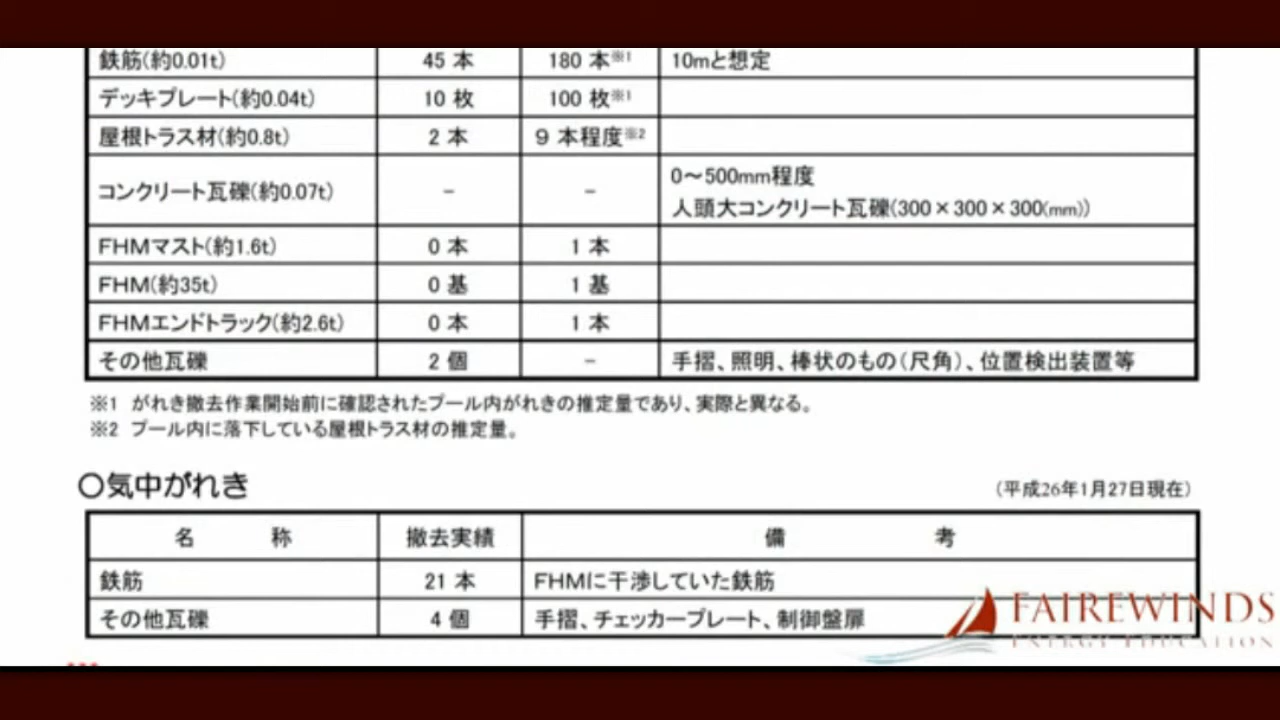 鉄筋(約0.01t) 45 本 180 本※1 10mと想定
デッキプレート(約0.04t) 10 枚 100 枚※1
屋根トラス材(約0.8t) 2 本 9 本程度※2
コンクリート瓦礫(約0.07t) － － 0～500mm程度
人頭大コンクリート瓦礫(300×300×300(mm))
FHMマスト(約1.6t) 0 本 1 本
FHM(約35t) 0 基 1 基
FHMエンドトラック(約2.6t) 0 本 1 本
その他瓦礫 2 個 － 手摺、照明、棒状のもの(尺角)、位置検出装置等
※1 がれき撤去作業開始前に確認されたプール内がれきの推定量であり、実際と異なる。
※2 プール内に落下している屋根トラス材の推定量。
○気中がれき
(平成26年1月27日現在)
名 称 撤去実績 備 考
鉄筋 21 本 FHMに干渉していた鉄筋
その他瓦礫 4 個 手摺、チェッカープレート、制御盤扉
FAIREWINDS
ENERGY EDUCATION